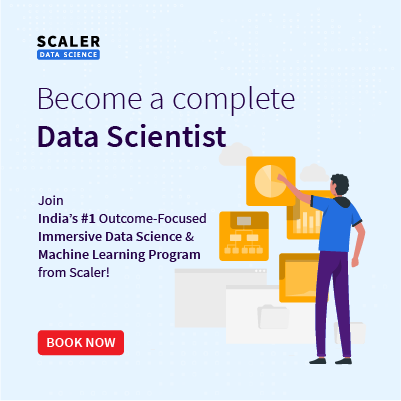 SCALER
DATA SCIENCE
Become a complete
Data Scientist
Join
India's #1 Outcome-Focused
Immersive Data Science &
Machine Learning Program
from Scaler!
BOOK NOW